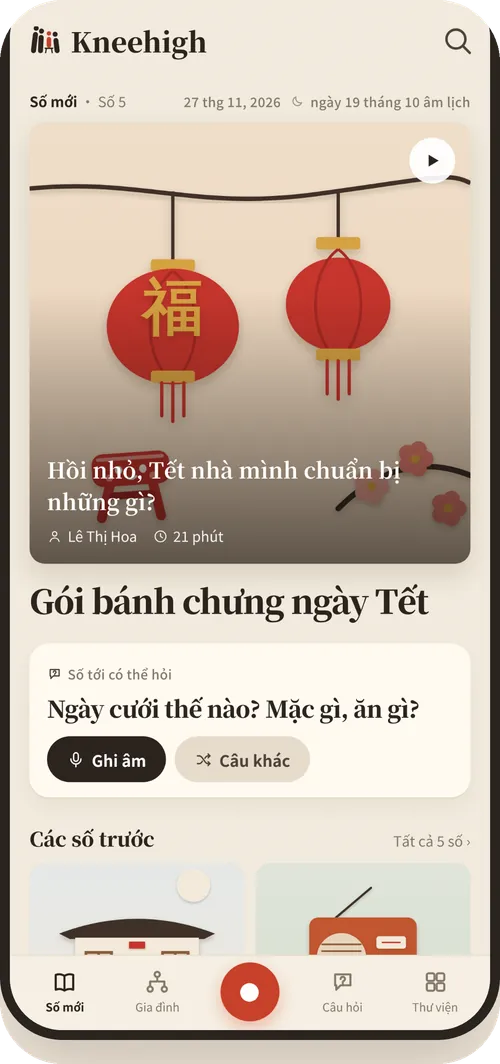 Kneehigh
Số mới • Số 5 27 thg 11, 2026 ngày 19 tháng 10 âm lịch
福
Hồi nhỏ, Tết nhà mình chuẩn bị
những gì?
Lê Thị Hoa 21 phút
Gói bánh chưng ngày Tết
Số tới có thể hỏi
Ngày cưới thế nào? Mặc gì, ăn gì?
Ghi âm Câu khác
Các số trước Tất cả 5 số ›
Số mới Gia đình Câu hỏi Thư viện